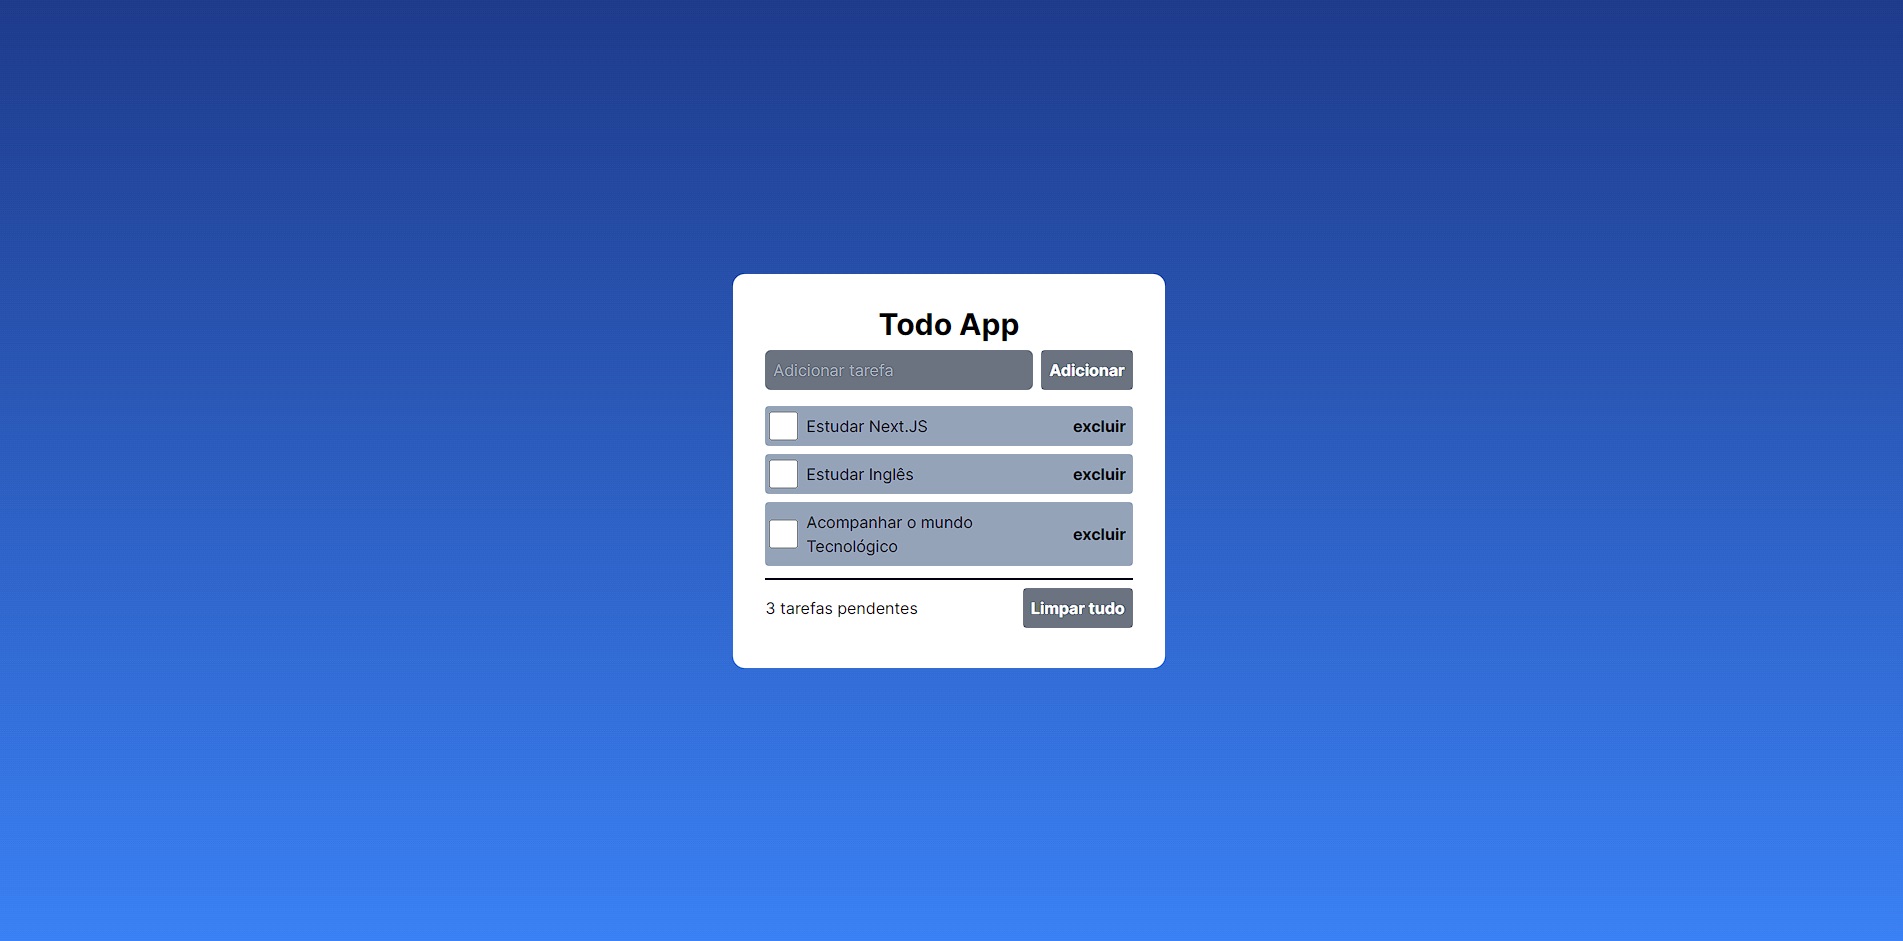 Todo App
Adicionar tarefa
Adicionar
Estudar Next.JS
excluir
Estudar Inglês
excluir
Acompanhar o mundo
Tecnológico
excluir
3 tarefas pendentes
Limpar tudo